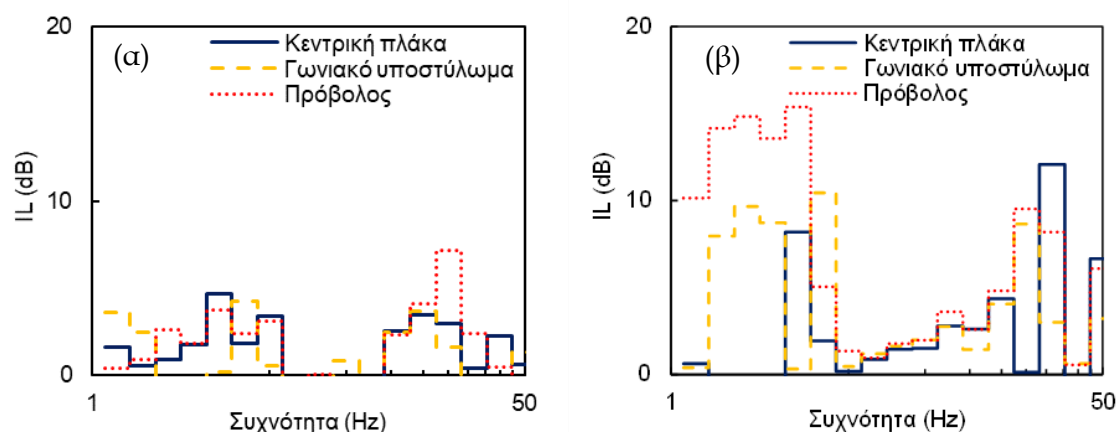 20
(α)
Κεντρική πλάκα
Γωνιακό υποστύλωμα
Πρόβολος
IL (dB)
10
0
1
50
Συχνότητα (Hz)
20
(β)
Κεντρική πλάκα
Γωνιακό υποστύλωμα
Πρόβολος
IL (dB)
10
0
1
50
Συχνότητα (Hz)